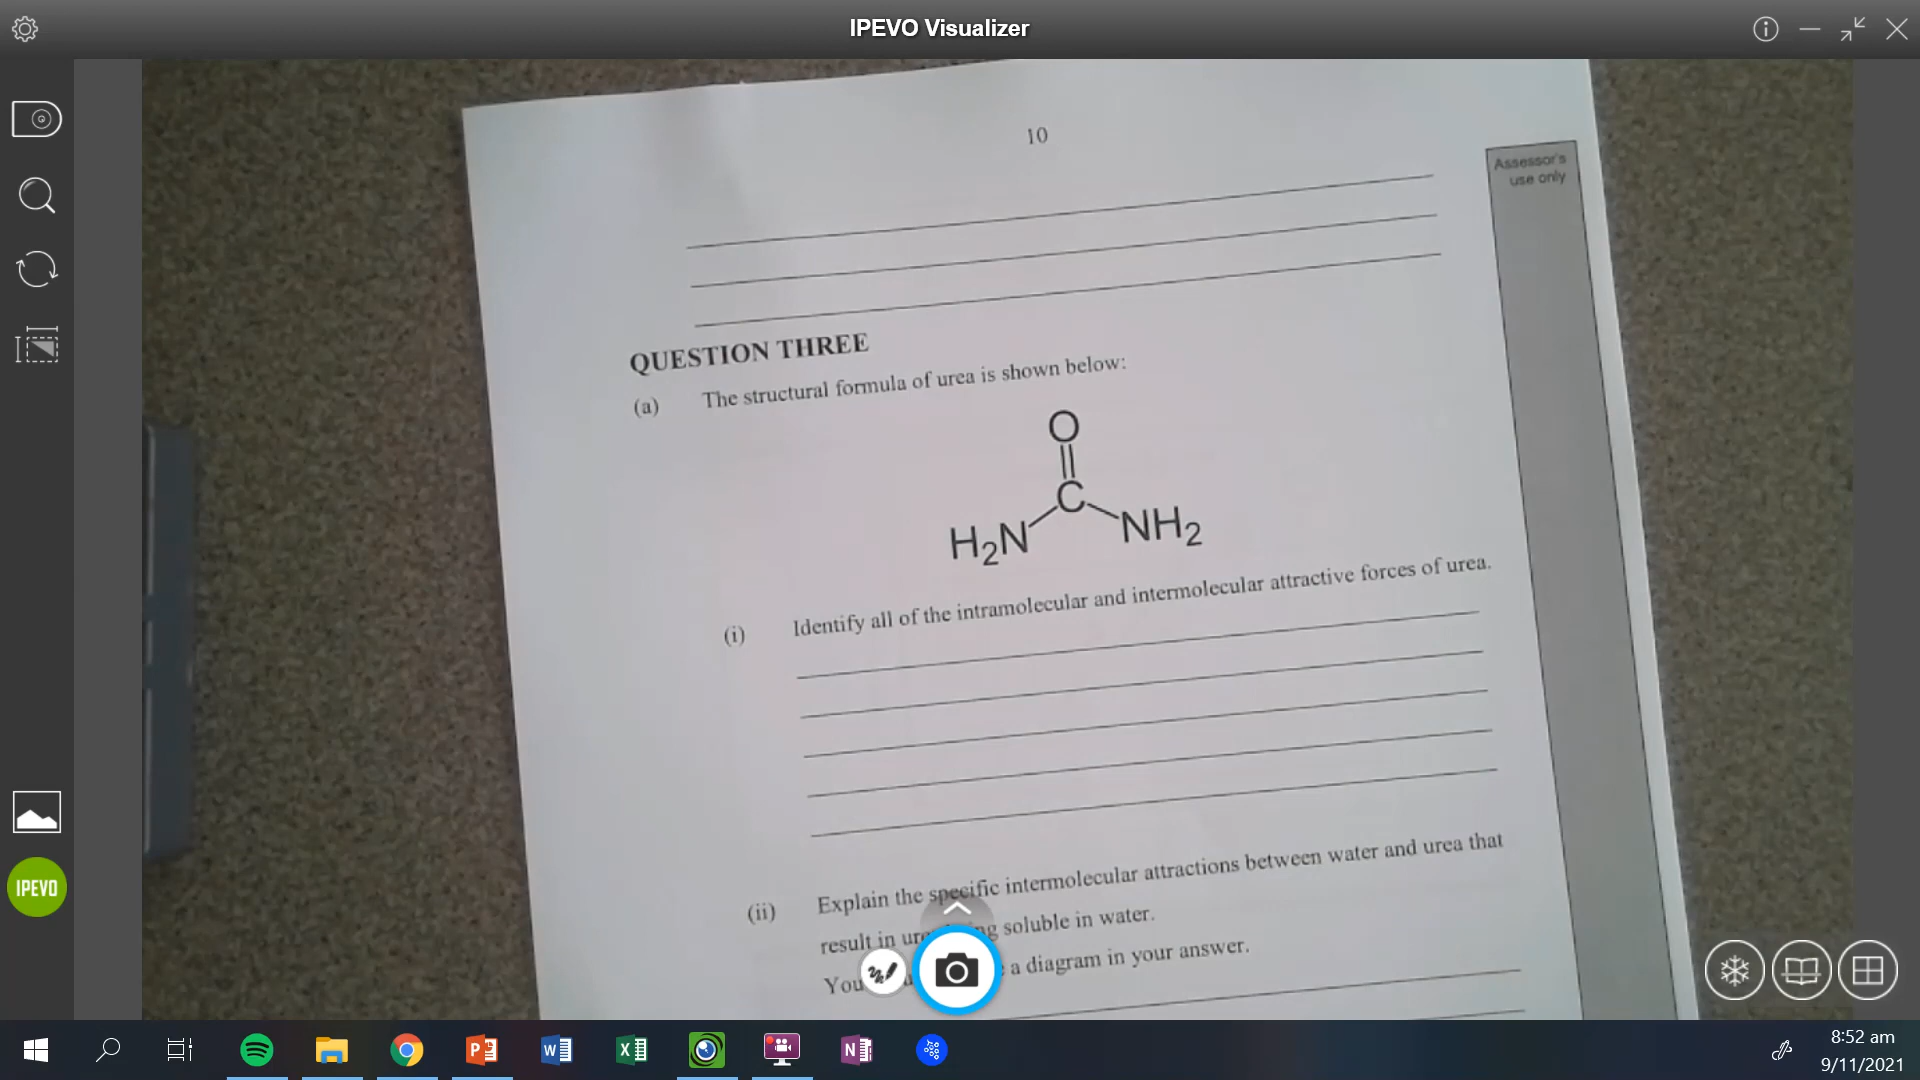 IPEVO Visualizer
10
Assessor's
use only
QUESTION THREE
(a) The structural formula of urea is shown below:
O
C
H₂N NH₂
(i) Identify all of the intramolecular and intermolecular attractive forces of urea.
(ii) Explain the specific intermolecular attractions between water and urea that
result in soluble in water.
You a diagram in your answer.
IPEVO
8:52 am
9/11/2021